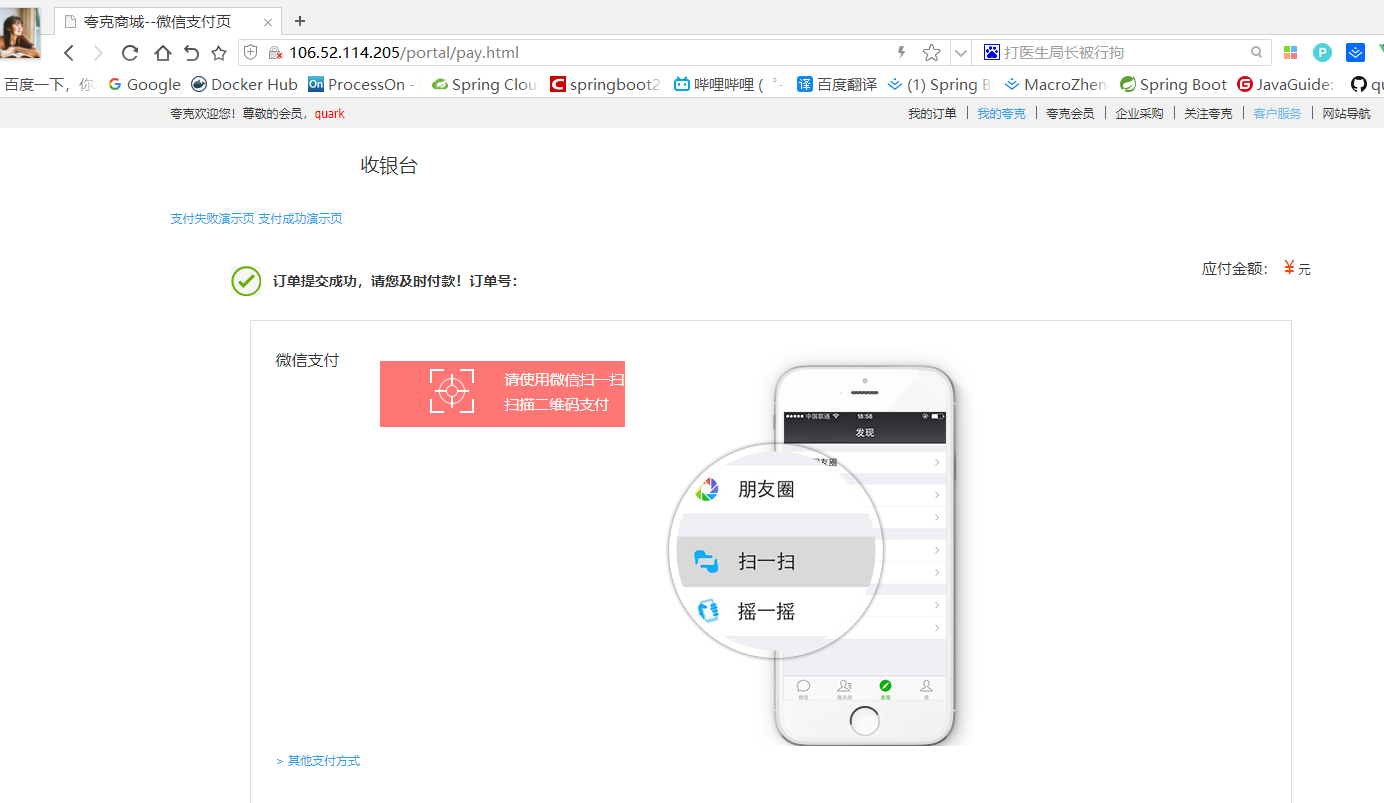 夸克商城--微信支付页
106.52.114.205/portal/pay.html
打医生局长被行拘
百度一下，你 Google Docker Hub ProcessOn - Spring Clou springboot2 哔哩哔哩 ( ゜- 百度翻译 (1) Spring B MacroZhen Spring Boot JavaGuide: qu
夸克欢迎您！尊敬的会员，quark
我的订单 我的夸克 夸克会员 企业采购 关注夸克 客户服务 网站导航
收银台
支付失败演示页 支付成功演示页
订单提交成功，请您及时付款！订单号：
应付金额： ￥元
微信支付
请使用微信扫一扫
扫描二维码支付
中国联通 18:58
发现
朋友圈
朋友圈
扫一扫
摇一摇
> 其他支付方式